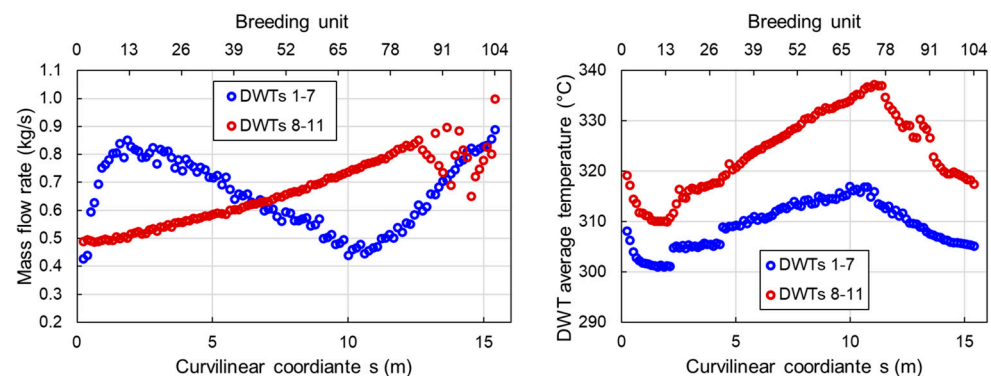 Breeding unit
0 13 26 39 52 65 78 91 104
Mass flow rate (kg/s)
1.1
1.0
0.9
0.8
0.7
0.6
0.5
0.4
0.3
0.2
DWTs 1-7
DWTs 8-11
0 5 10 15
Curvilinear coordiante s (m)
Breeding unit
0 13 26 39 52 65 78 91 104
DWT average temperature (°C)
340
330
320
310
300
290
DWTs 1-7
DWTs 8-11
0 5 10 15
Curvilinear coordiante s (m)